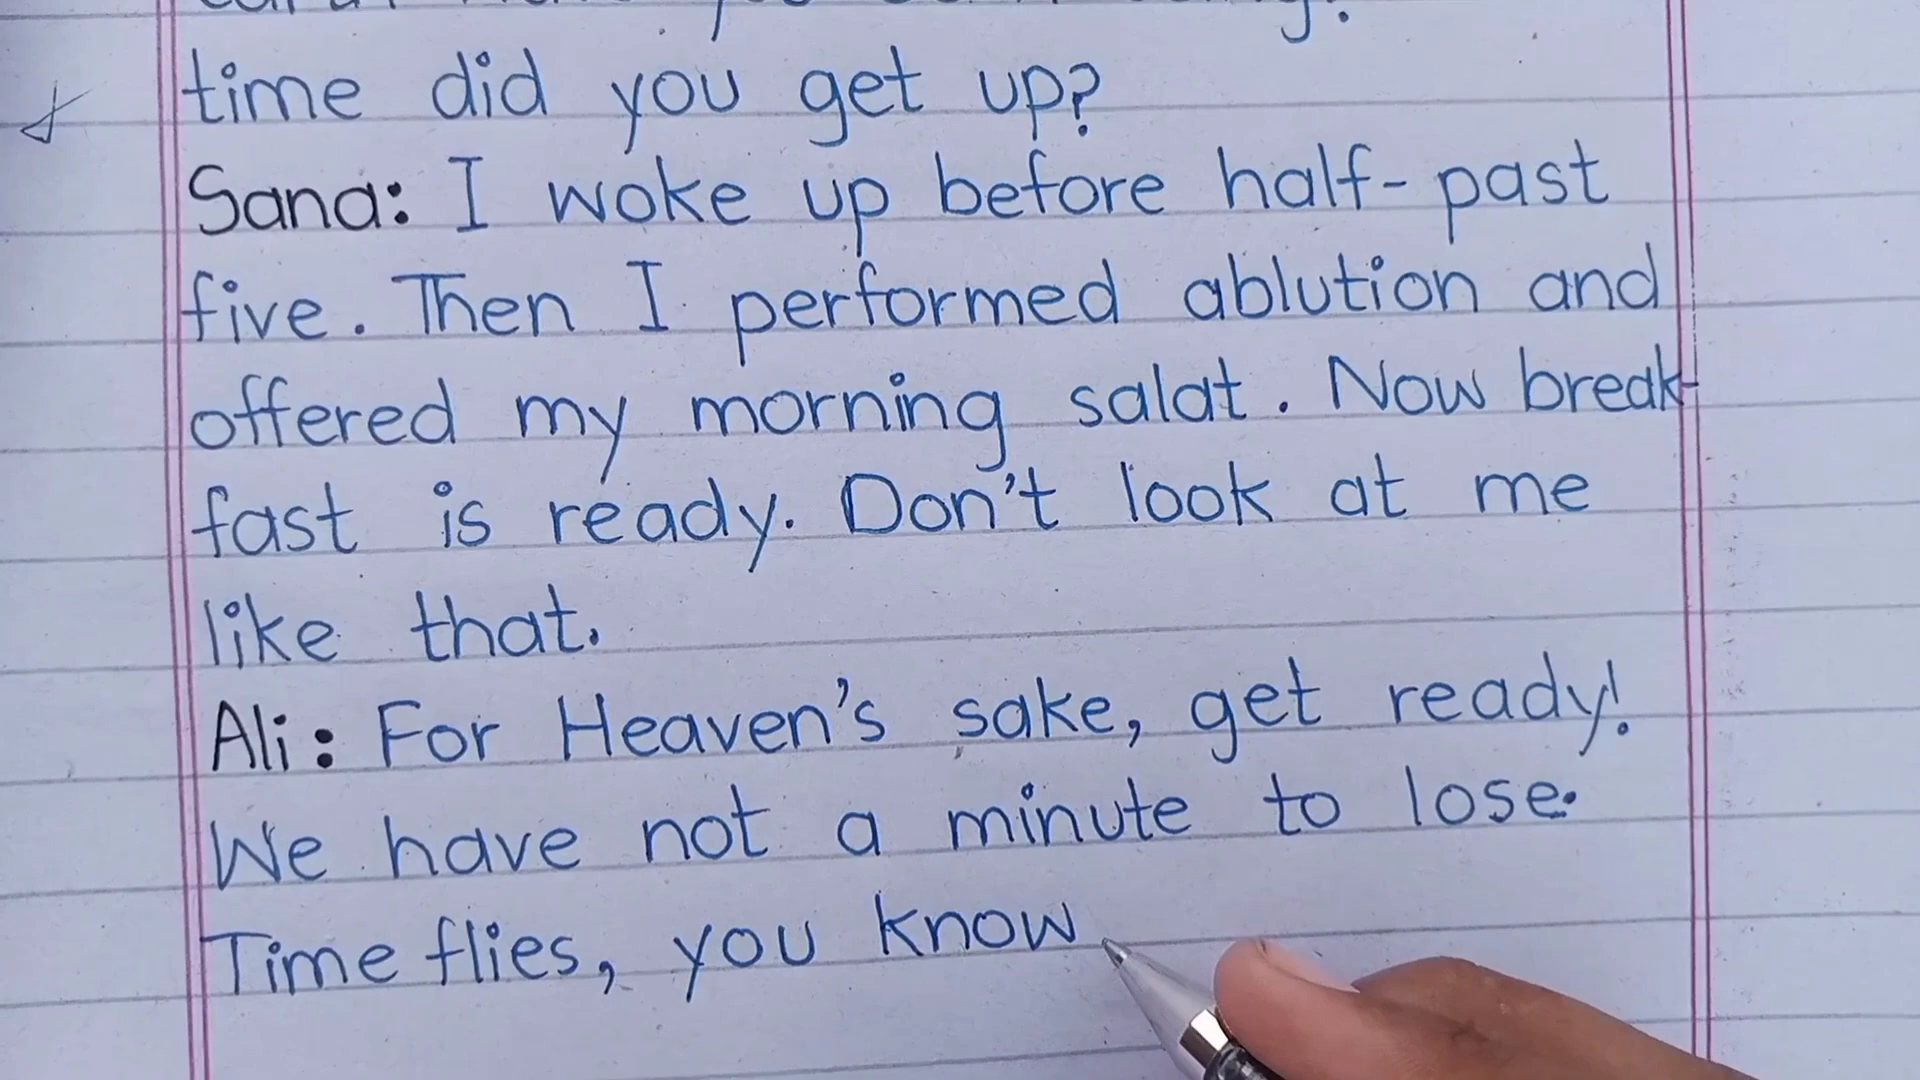 time did you get up?
Sana: I woke up before half-past
five. Then I performed ablution and
offered my morning salat. Now break-
fast is ready. Don't look at me
like that.
Ali: For Heaven's sake, get ready!
We have not a minute to lose.
Time flies, you know